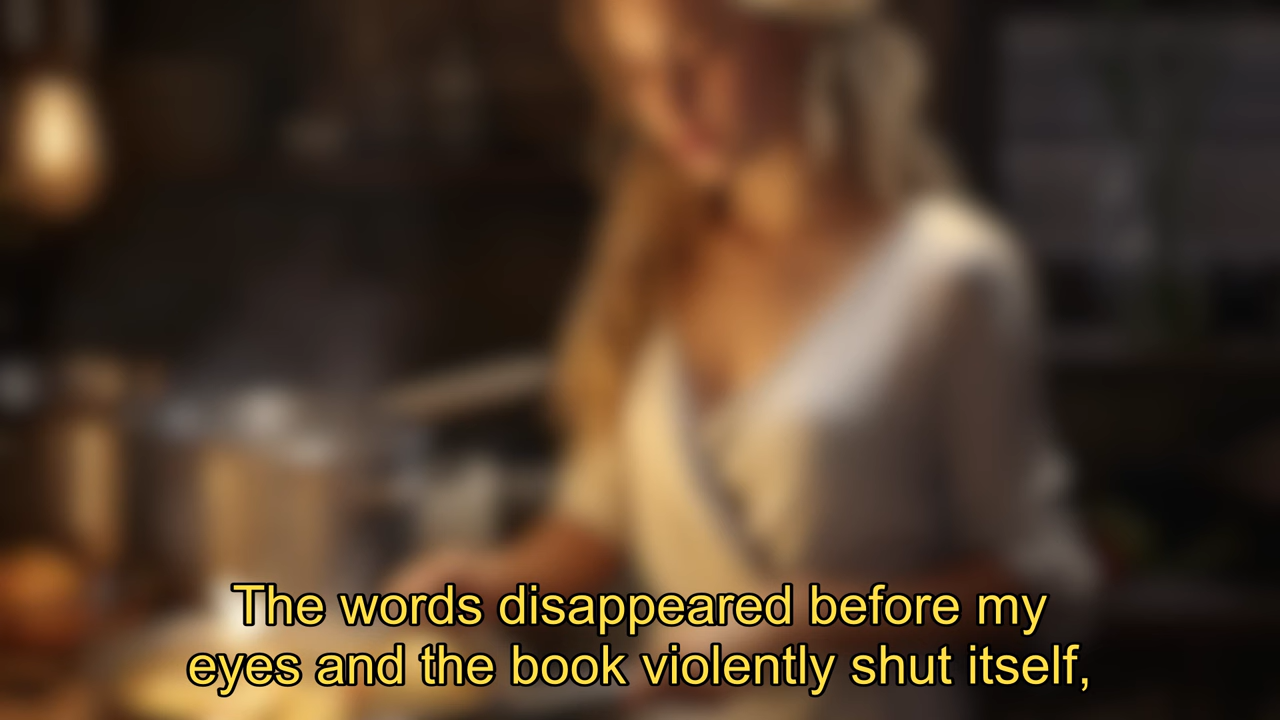 The words disappeared before my
eyes and the book violently shut itself,